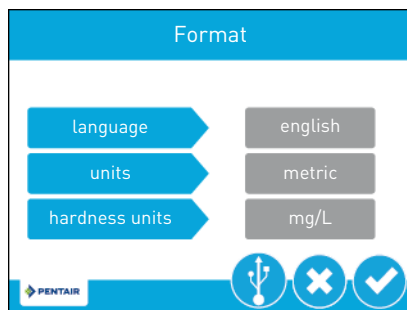 Format
language
english
units
metric
hardness units
mg/L
PENTAIR